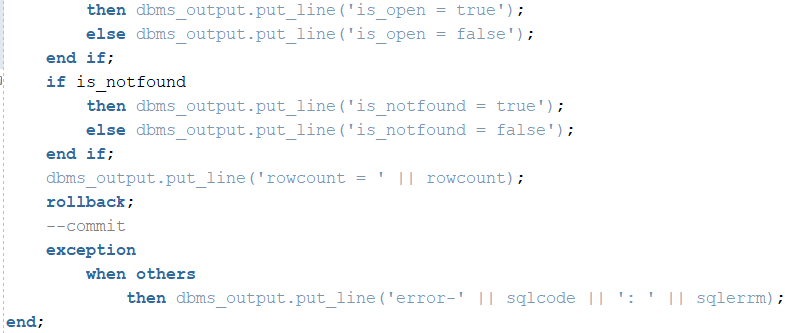 then dbms_output.put_line('is_open = true');
else dbms_output.put_line('is_open = false');
end if;
if is_notfound
then dbms_output.put_line('is_notfound = true');
else dbms_output.put_line('is_notfound = false');
end if;
dbms_output.put_line('rowcount = ' || rowcount);
rollback;
--commit
exception
when others
then dbms_output.put_line('error-' || sqlcode || ': ' || sqlerrm);
end;